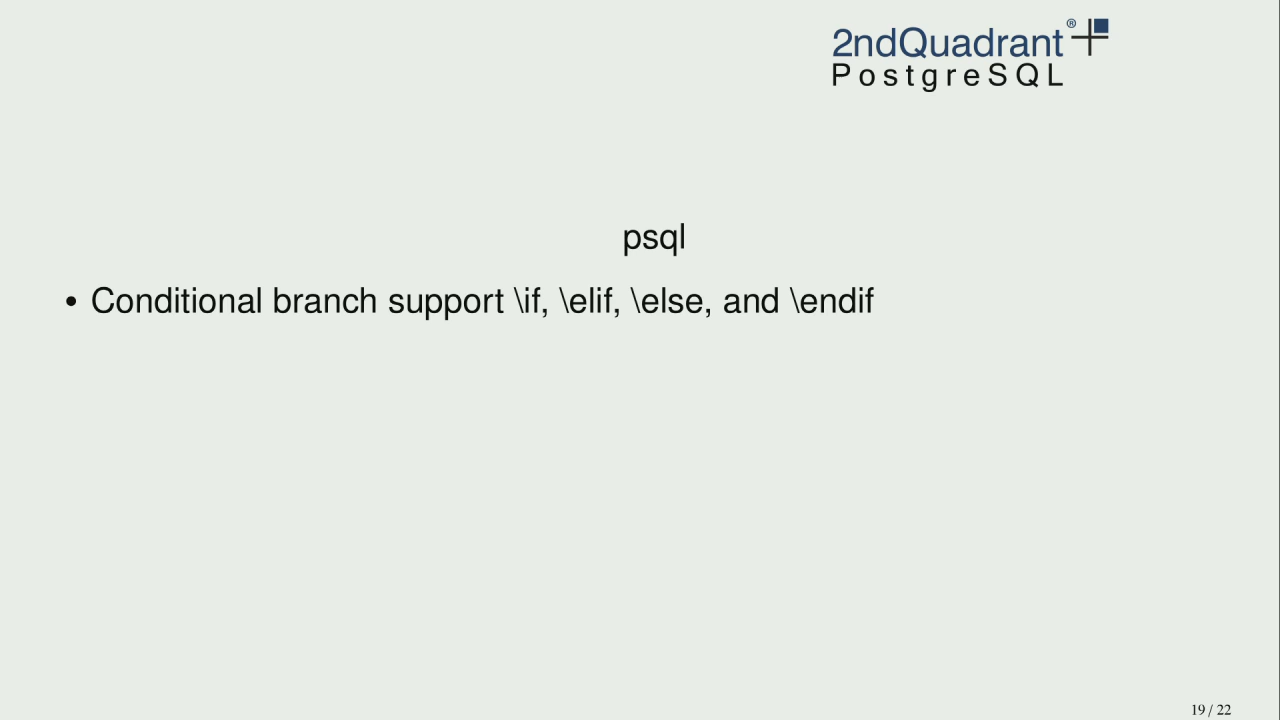 2ndQuadrant®
PostgreSQL
psql
• Conditional branch support \if, \elif, \else, and \endif
19 / 22